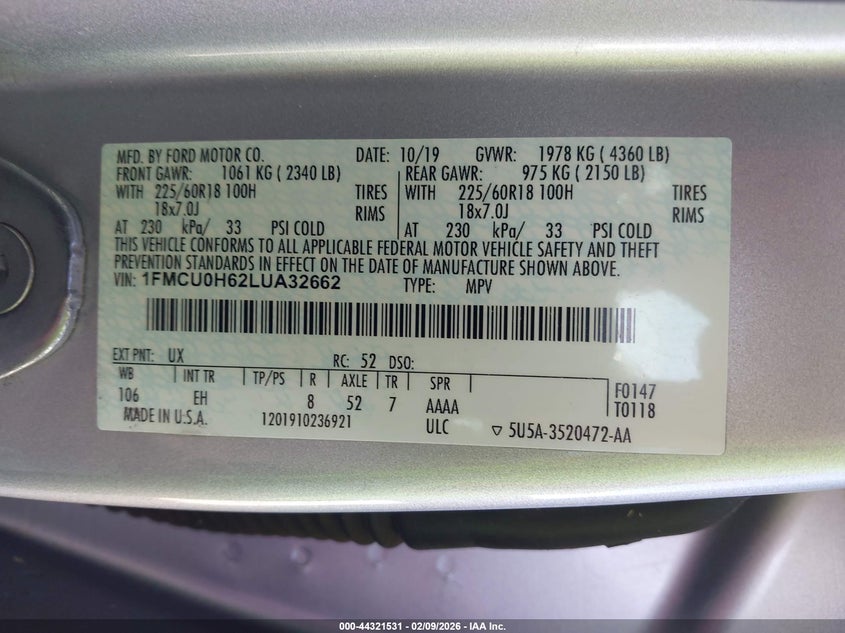 MFD. BY FORD MOTOR CO. DATE: 10/19 GVWR: 1978 KG ( 4360 LB)
FRONT GAWR: 1061 KG ( 2340 LB) REAR GAWR: 975 KG ( 2150 LB)
WITH 225/60R18 100H TIRES WITH 225/60R18 100H TIRES
18x7.0J RIMS 18x7.0J RIMS
AT 230 kPa/ 33 PSI COLD AT 230 kPa/ 33 PSI COLD
THIS VEHICLE CONFORMS TO ALL APPLICABLE FEDERAL MOTOR VEHICLE SAFETY AND THEFT
PREVENTION STANDARDS IN EFFECT ON THE DATE OF MANUFACTURE SHOWN ABOVE.
VIN: 1FMCU0H62LUA32662 TYPE: MPV
EXT PNT: UX RC: 52 DSO:
WB INT TR TP/PS R AXLE TR SPR F0147
106 EH 8 52 7 AAAA T0118
MADE IN U.S.A. 1201910236921 ULC ▽ 5U5A-3520472-AA
000-44321531 - 02/09/2026 - IAA Inc.